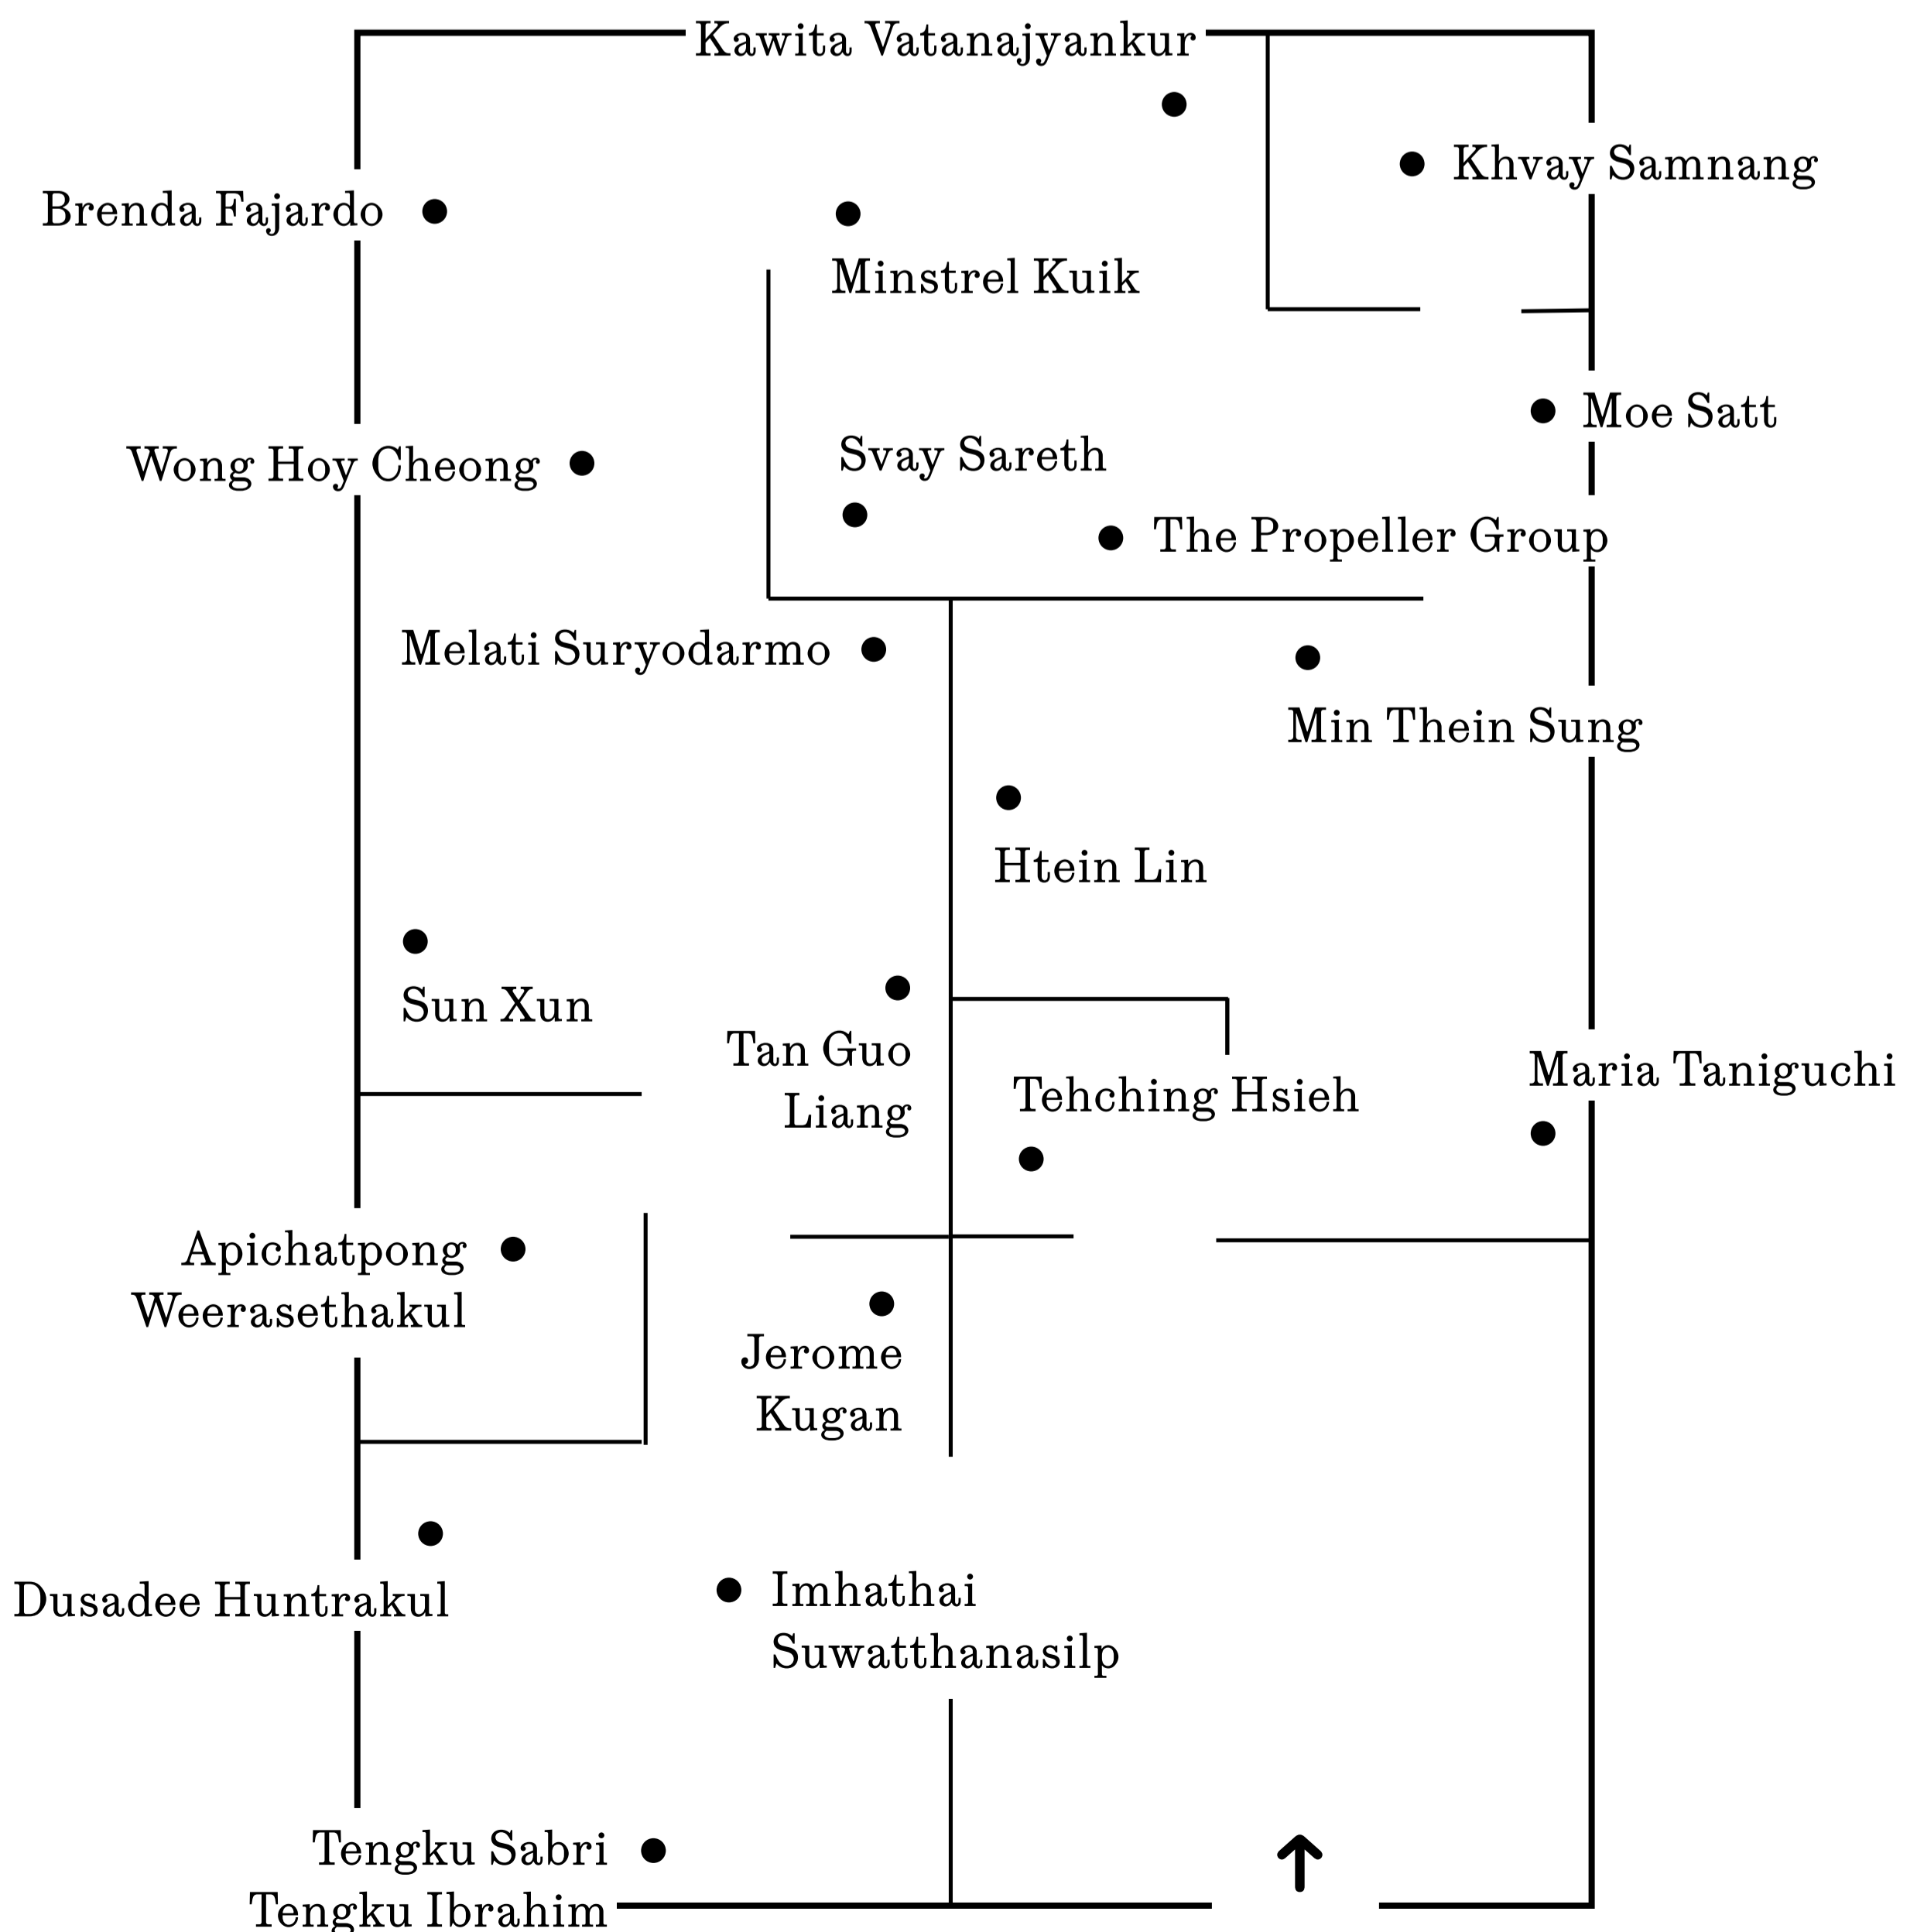 Kawita Vatanajyankur
Khvay Samnang
Brenda Fajardo
Minstrel Kuik
Moe Satt
Svay Sareth
Wong Hoy Cheong
The Propeller Group
Melati Suryodarmo
Min Thein Sung
Htein Lin
Sun Xun
Tan Guo
Liang
Tehching Hsieh
Maria Taniguchi
Apichatpong
Weerasethakul
Jerome
Kugan
Dusadee Huntrakul
Imhathai
Suwatthanasilp
Tengku Sabri
Tengku Ibrahim